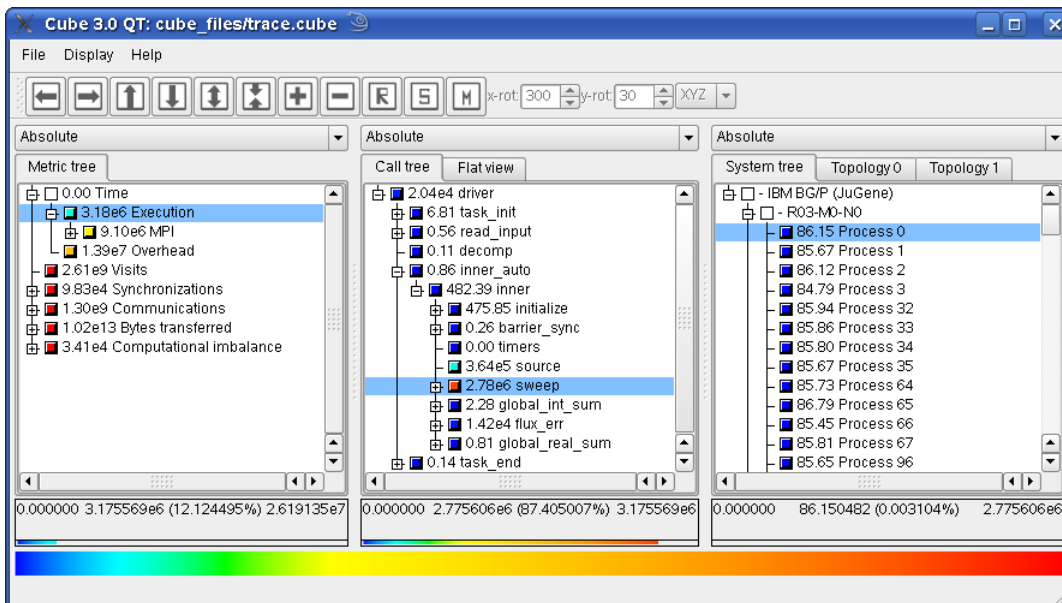 Cube 3.0 QT: cube_files/trace.cube
File Display Help
R S M x-rot: 300 y-rot: 30 XYZ
Absolute Absolute Absolute
Metric tree Call tree Flat view System tree Topology 0 Topology 1
0.00 Time
3.18e6 Execution
9.10e6 MPI
1.39e7 Overhead
2.61e9 Visits
9.83e4 Synchronizations
1.30e9 Communications
1.02e13 Bytes transferred
3.41e4 Computational imbalance
2.04e4 driver
6.81 task_init
0.56 read_input
0.11 decomp
0.86 inner_auto
482.39 inner
475.85 initialize
0.26 barrier_sync
0.00 timers
3.64e5 source
2.78e6 sweep
2.28 global_int_sum
1.42e4 flux_err
0.81 global_real_sum
0.14 task_end
- IBM BG/P (JuGene)
- R03-M0-N0
86.15 Process 0
85.67 Process 1
86.12 Process 2
84.79 Process 3
85.94 Process 32
85.86 Process 33
85.80 Process 34
85.67 Process 35
85.73 Process 64
86.79 Process 65
85.45 Process 66
85.81 Process 67
85.65 Process 96
0.000000 3.175569e6 (12.124495%) 2.619135e7
0.000000 2.775606e6 (87.405007%) 3.175569e6
0.000000 86.150482 (0.003104%) 2.775606e6